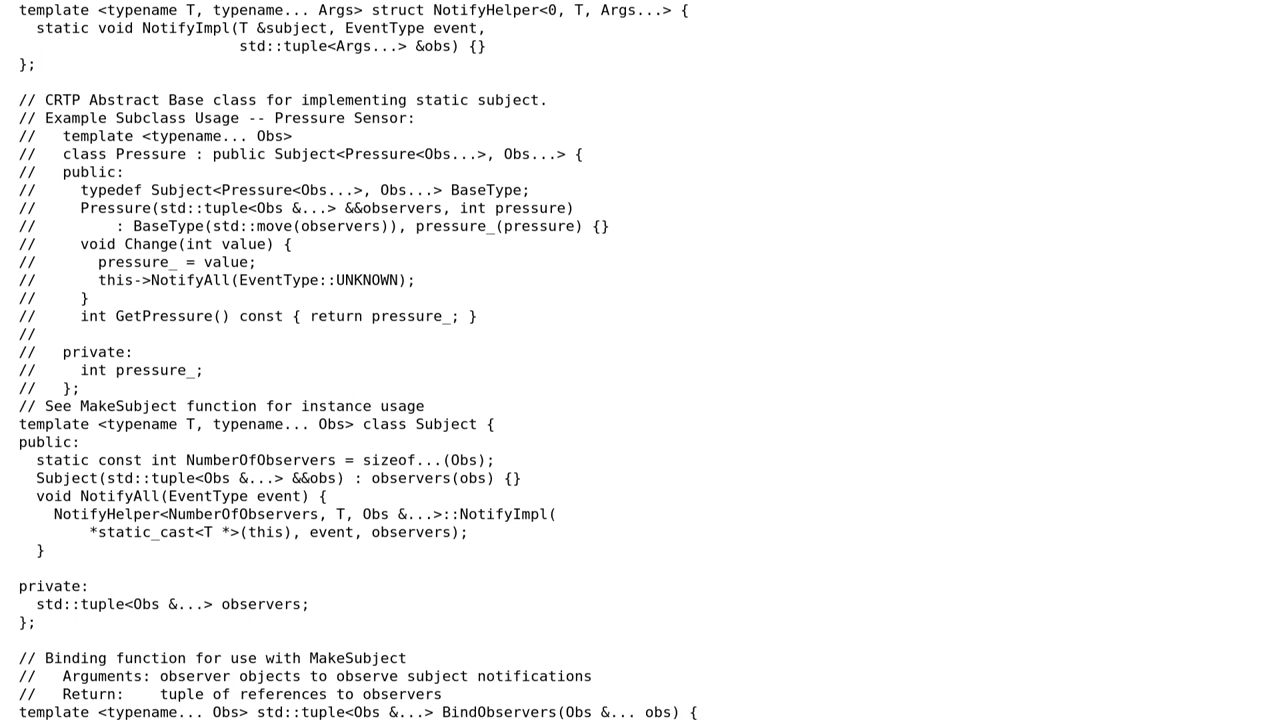 template <typename T, typename... Args> struct NotifyHelper<0, T, Args...> {
  static void NotifyImpl(T &subject, EventType event,
                         std::tuple<Args...> &obs) {}
};

// CRTP Abstract Base class for implementing static subject.
// Example Subclass Usage -- Pressure Sensor:
//   template <typename... Obs>
//   class Pressure : public Subject<Pressure<Obs...>, Obs...> {
//   public:
//     typedef Subject<Pressure<Obs...>, Obs...> BaseType;
//     Pressure(std::tuple<Obs &...> &&observers, int pressure)
//         : BaseType(std::move(observers)), pressure_(pressure) {}
//     void Change(int value) {
//       pressure_ = value;
//       this->NotifyAll(EventType::UNKNOWN);
//     }
//     int GetPressure() const { return pressure_; }
//
//   private:
//     int pressure_;
//   };
// See MakeSubject function for instance usage
template <typename T, typename... Obs> class Subject {
public:
  static const int NumberOfObservers = sizeof...(Obs);
  Subject(std::tuple<Obs &...> &&obs) : observers(obs) {}
  void NotifyAll(EventType event) {
    NotifyHelper<NumberOfObservers, T, Obs &...>::NotifyImpl(
        *static_cast<T *>(this), event, observers);
  }

private:
  std::tuple<Obs &...> observers;
};

// Binding function for use with MakeSubject
//   Arguments: observer objects to observe subject notifications
//   Return:    tuple of references to observers
template <typename... Obs> std::tuple<Obs &...> BindObservers(Obs &... obs) {